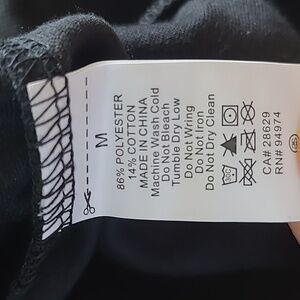 M
86% POLYESTER
14% COTTON
MADE IN CHINA
Machine Wash Cold
Do Not Bleach
Tumble Dry Low
Do Not Wring
Do Not Iron
Do Not Dry Clean
CA# 28629
RN# 94974